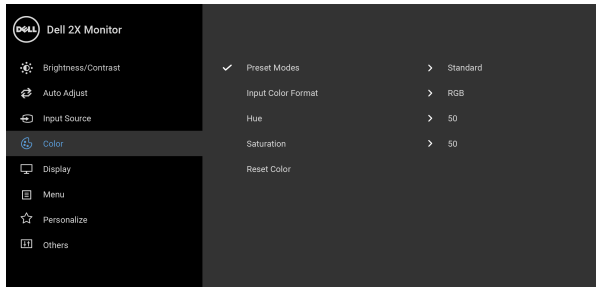 DELL Dell 2X Monitor
Brightness/Contrast Preset Modes Standard
Auto Adjust Input Color Format RGB
Input Source Hue 50
Color Saturation 50
Display Reset Color
Menu
Personalize
Others